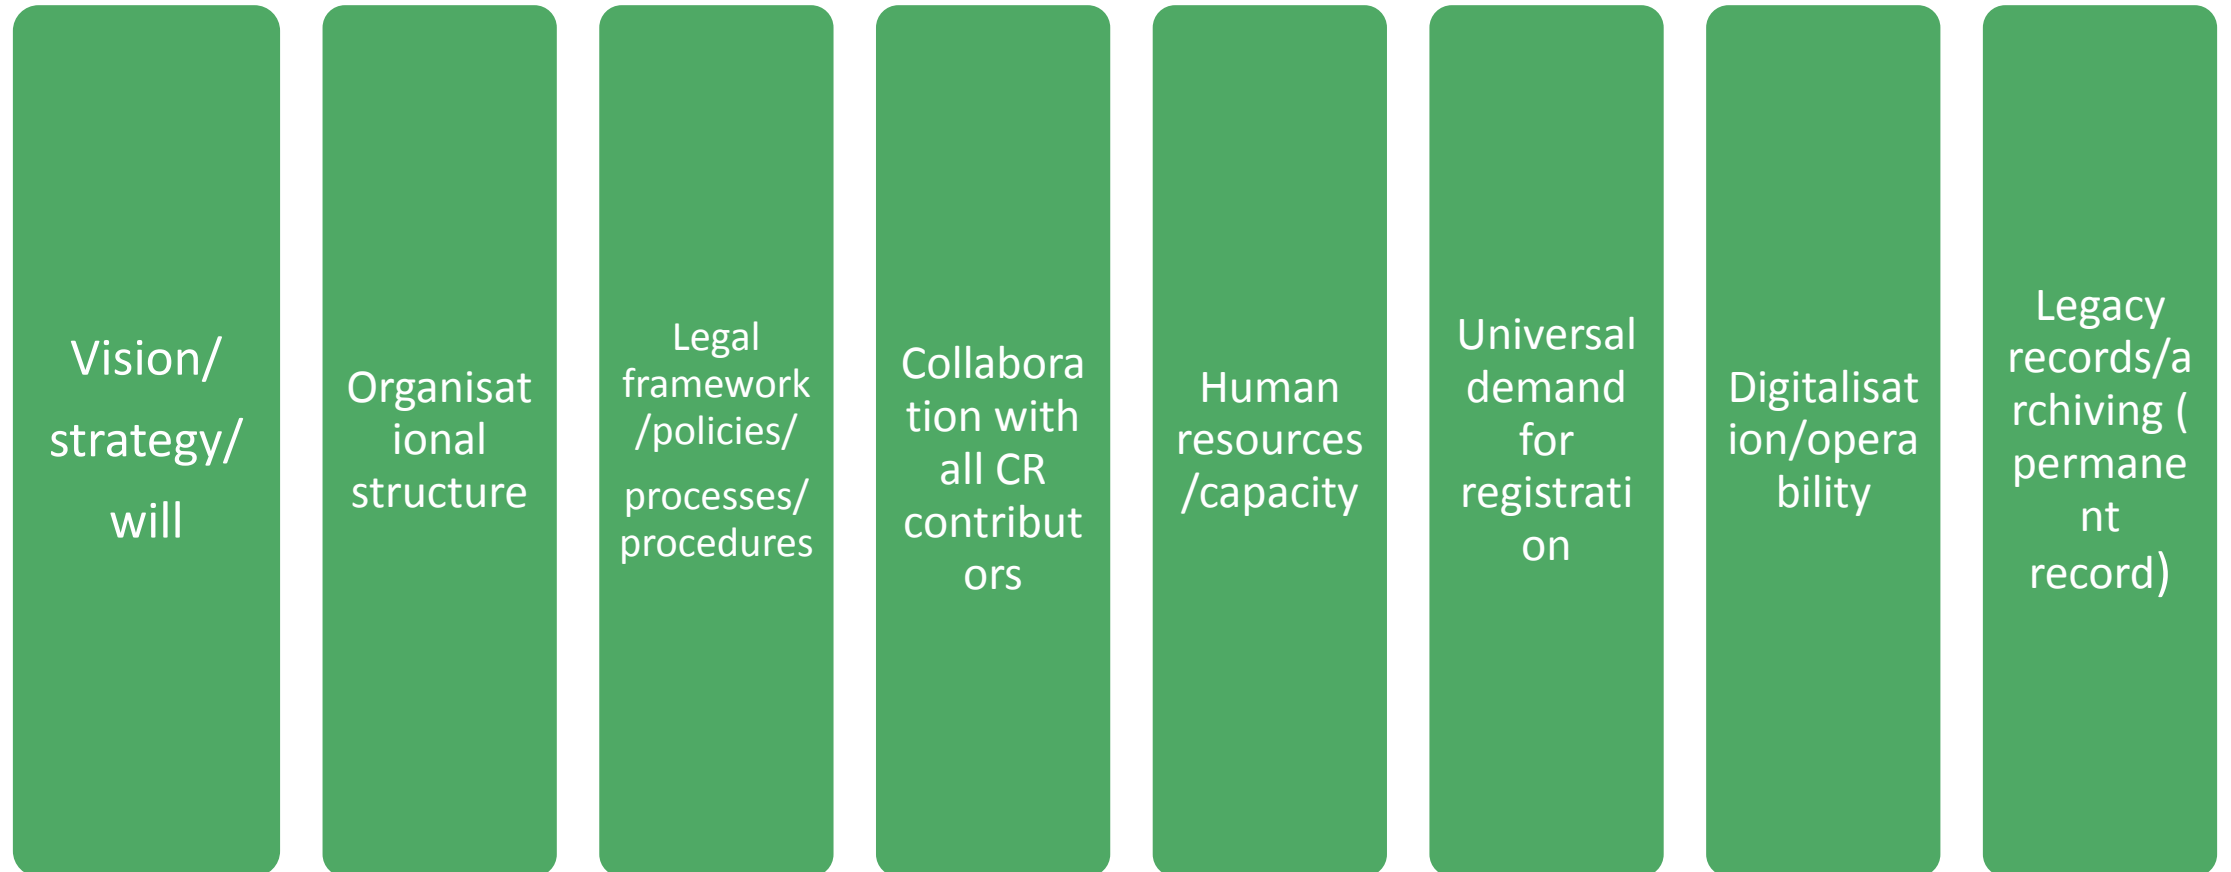 Vision/
strategy/
will
Organisat
ional
structure
Legal
framework
/policies/
processes/
procedures
Collabora
tion with
all CR
contribut
ors
Human
resources
/capacity
Universal
demand
for
registrati
on
Digitalisat
ion/opera
bility
Legacy
records/a
rchiving (
permane
nt
record)